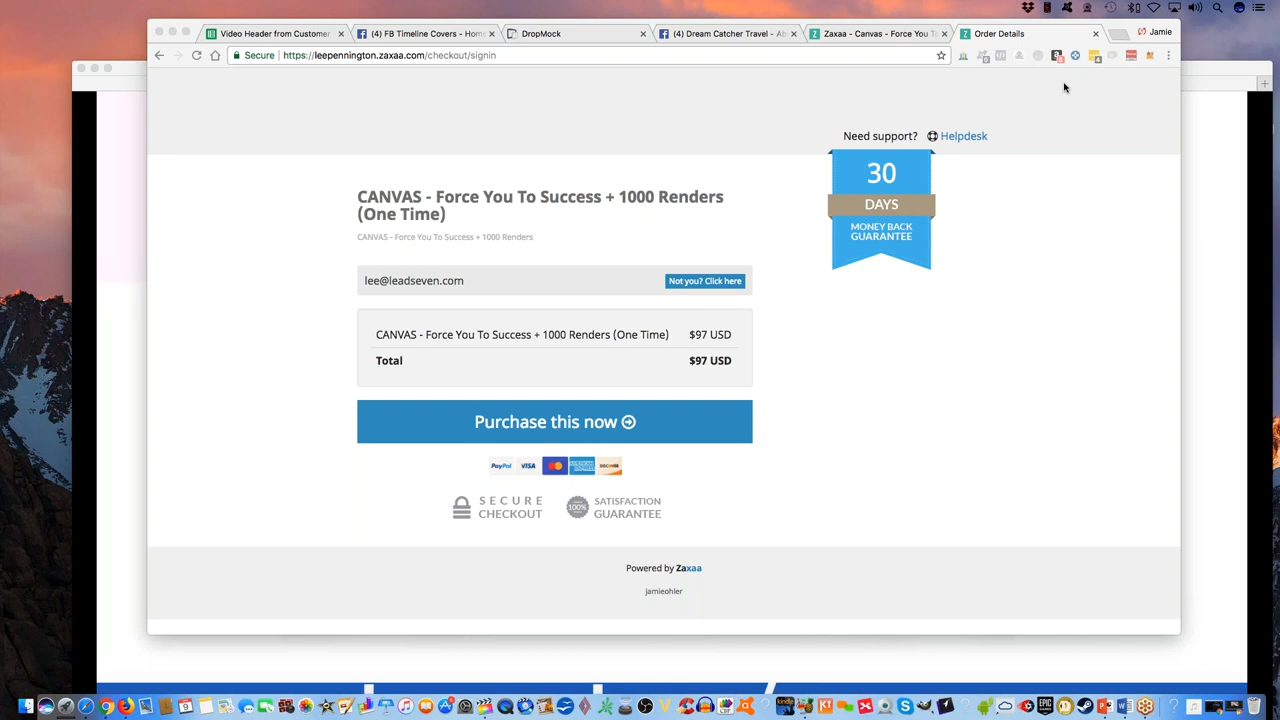 Video Header from Customer
(4) FB Timeline Covers - Hom
DropMock
(4) Dream Catcher Travel - Ab
Zaxaa - Canvas - Force You T
Order Details
Jamie
Secure
https://leepennington.zaxaa.com/checkout/signin
Need support? Helpdesk
30
DAYS
MONEY BACK
GUARANTEE
CANVAS - Force You To Success + 1000 Renders
(One Time)
CANVAS - Force You To Success + 1000 Renders
lee@leadseven.com
Not you? Click here
CANVAS - Force You To Success + 1000 Renders (One Time) $97 USD
Total $97 USD
Purchase this now
PayPal VISA
SECURE
CHECKOUT
100%
SATISFACTION
GUARANTEE
Powered by Zaxaa
jamieohler